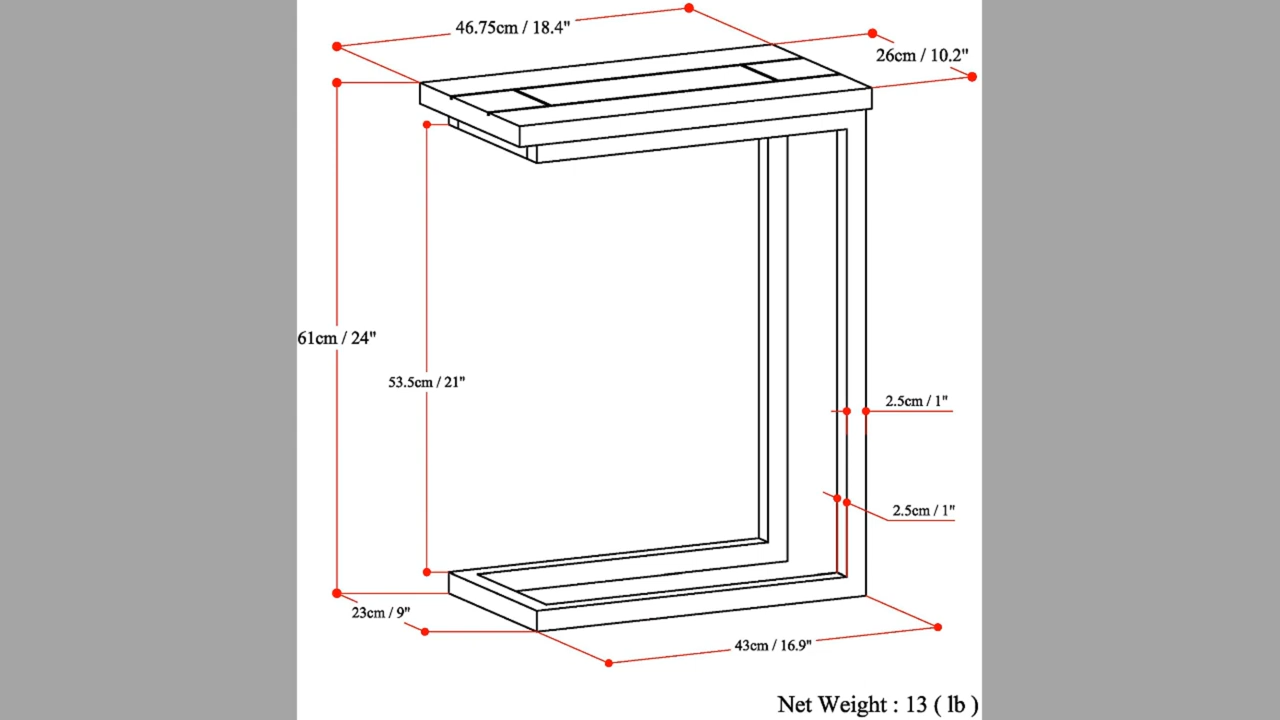 46.75cm / 18.4"
26cm / 10.2"
61cm / 24"
53.5cm / 21"
2.5cm / 1"
2.5cm / 1"
23cm / 9"
43cm / 16.9"
Net Weight : 13 ( lb )